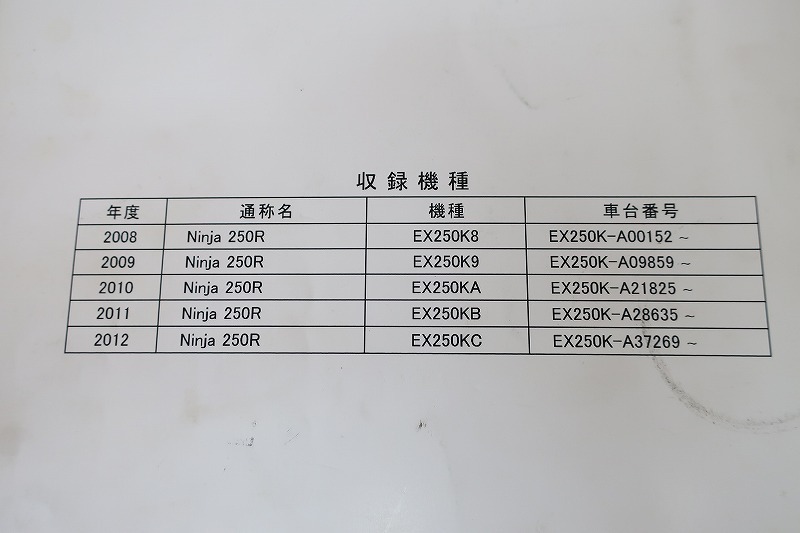 収録機種
年度 通称名 機種 車台番号
2008 Ninja 250R EX250K8 EX250K-A00152 ~
2009 Ninja 250R EX250K9 EX250K-A09859 ~
2010 Ninja 250R EX250KA EX250K-A21825 ~
2011 Ninja 250R EX250KB EX250K-A28635 ~
2012 Ninja 250R EX250KC EX250K-A37269 ~